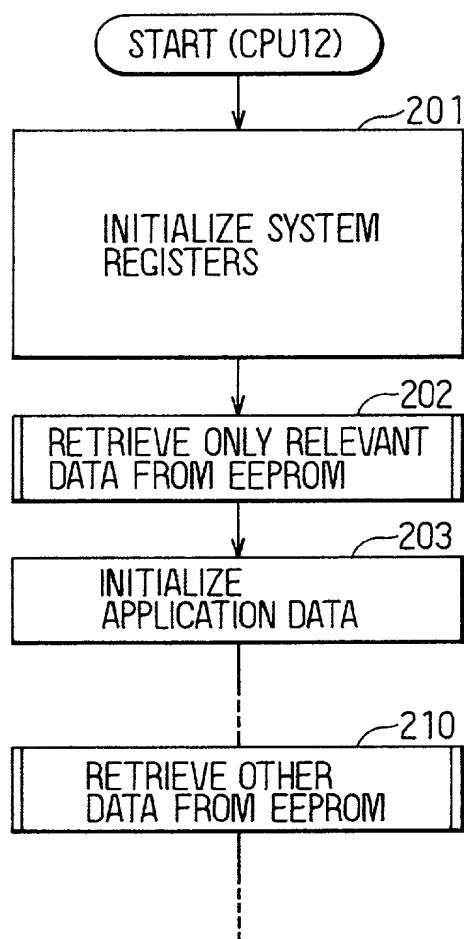 START (CPU12)
201
INITIALIZE SYSTEM
REGISTERS
202
RETRIEVE ONLY RELEVANT
DATA FROM EEPROM
203
INITIALIZE
APPLICATION DATA
210
RETRIEVE OTHER
DATA FROM EEPROM